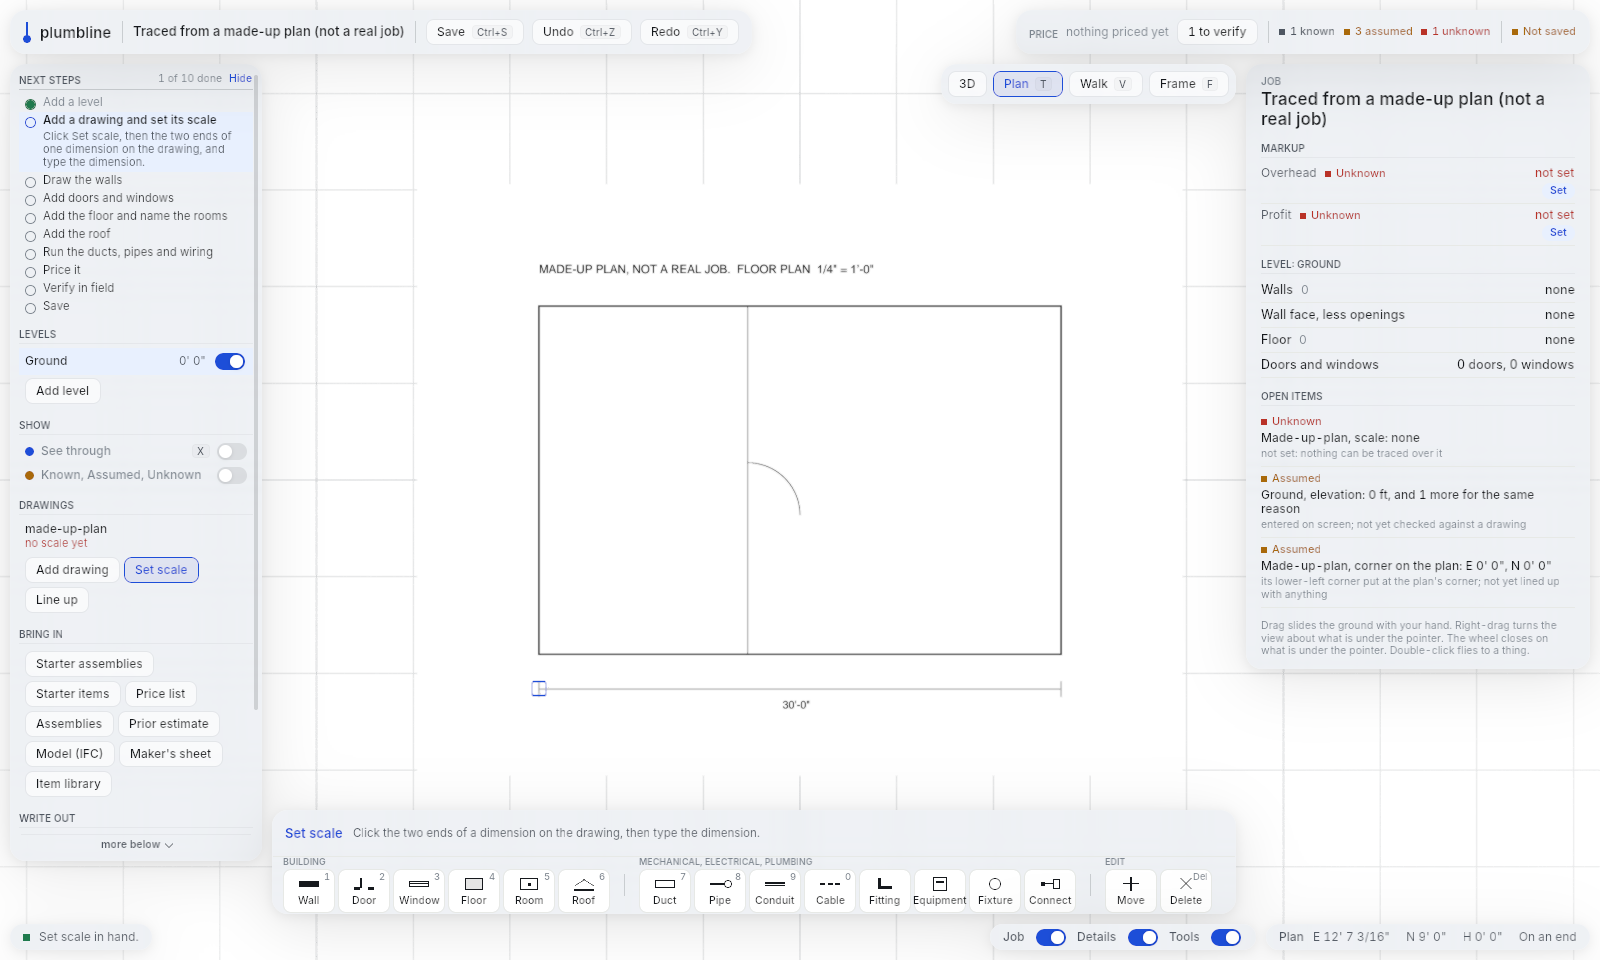 plumbline
Traced from a made-up plan (not a real job)
Save Ctrl+S
Undo Ctrl+Z
Redo Ctrl+Y
PRICE nothing priced yet
1 to verify
1 known
3 assumed
1 unknown
Not saved
3D
Plan T
Walk V
Frame F
NEXT STEPS 1 of 10 done Hide
Add a level
Add a drawing and set its scale
Click Set scale, then the two ends of
one dimension on the drawing, and
type the dimension.
Draw the walls
Add doors and windows
Add the floor and name the rooms
Add the roof
Run the ducts, pipes and wiring
Price it
Verify in field
Save
LEVELS
Ground 0' 0"
Add level
SHOW
See through X
Known, Assumed, Unknown
DRAWINGS
made-up-plan
no scale yet
Add drawing Set scale
Line up
BRING IN
Starter assemblies
Starter items Price list
Assemblies Prior estimate
Model (IFC) Maker's sheet
Item library
WRITE OUT
more below
MADE-UP PLAN, NOT A REAL JOB. FLOOR PLAN 1/4" = 1'-0"
30'-0"
JOB
Traced from a made-up plan (not a
real job)
MARKUP
Overhead Unknown not set
Set
Profit Unknown not set
Set
LEVEL: GROUND
Walls 0 none
Wall face, less openings none
Floor 0 none
Doors and windows 0 doors, 0 windows
OPEN ITEMS
Unknown
Made-up-plan, scale: none
not set: nothing can be traced over it
Assumed
Ground, elevation: 0 ft, and 1 more for the same
reason
entered on screen; not yet checked against a drawing
Assumed
Made-up-plan, corner on the plan: E 0' 0", N 0' 0"
its lower-left corner put at the plan's corner; not yet lined up
with anything
Drag slides the ground with your hand. Right-drag turns the
view about what is under the pointer. The wheel closes on
what is under the pointer. Double-click flies to a thing.
Set scale Click the two ends of a dimension on the drawing, then type the dimension.
BUILDING
Wall 1
Door 2
Window 3
Floor 4
Room 5
Roof 6
MECHANICAL, ELECTRICAL, PLUMBING
Duct 7
Pipe 8
Conduit 9
Cable 0
Fitting
Equipment
Fixture
Connect
EDIT
Move
Delete Del
Set scale in hand.
Job
Details
Tools
Plan E 12' 7 3/16" N 9' 0" H 0' 0" On an end